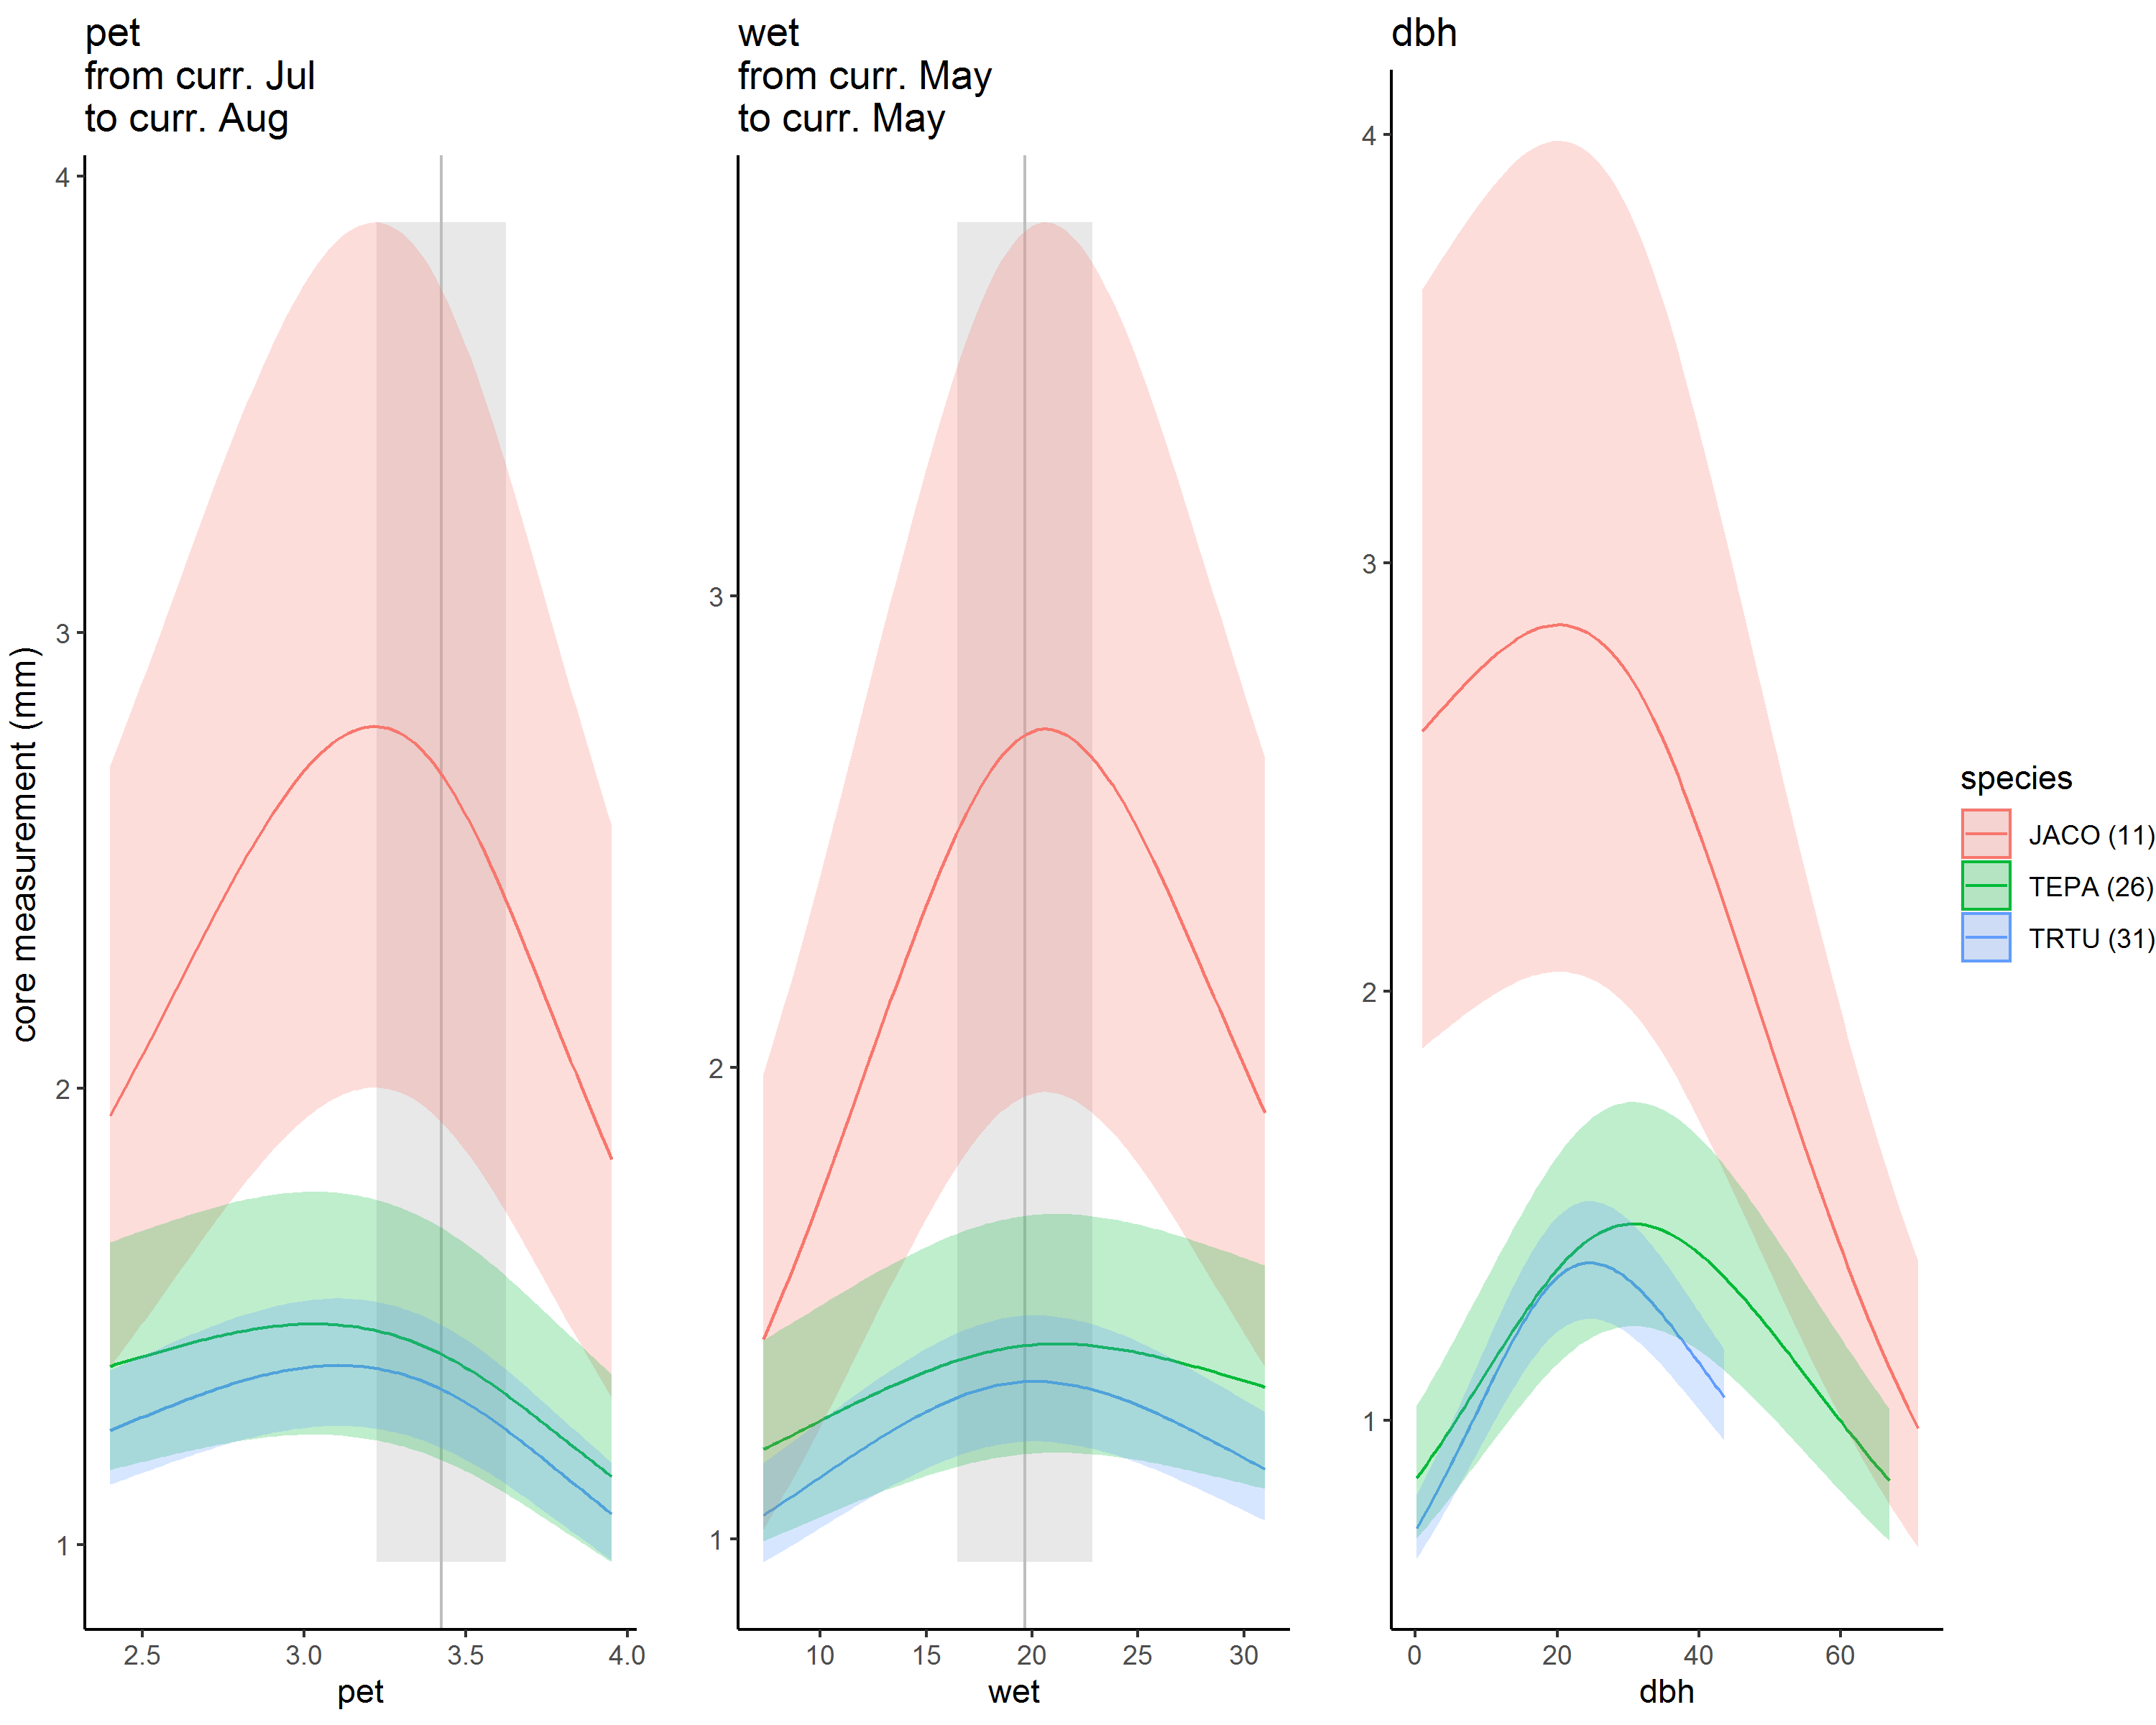 pet
from curr. Jul
to curr. Aug
wet
from curr. May
to curr. May
dbh
core measurement (mm)
4
3
2
1
2.5 3.0 3.5 4.0
pet
3
2
1
10 15 20 25 30
wet
4
3
2
1
0 20 40 60
dbh
species
JACO (11)
TEPA (26)
TRTU (31)